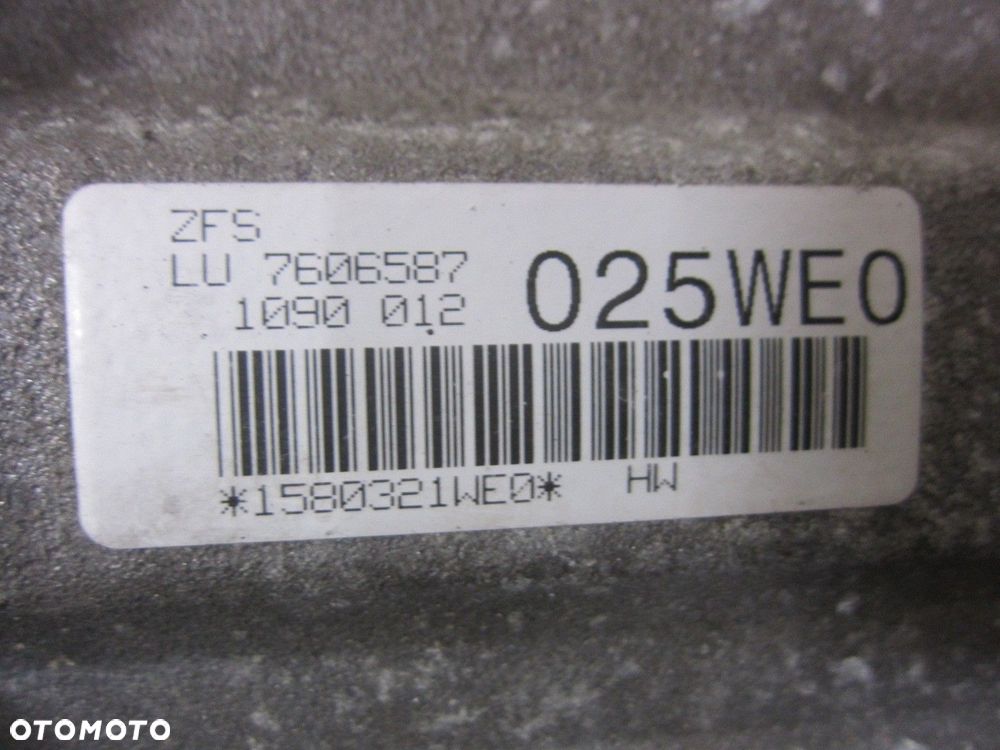 ZFS
LU 7606587
1090 012
025WE0
*1580321WE0* HW
OTOMOTO